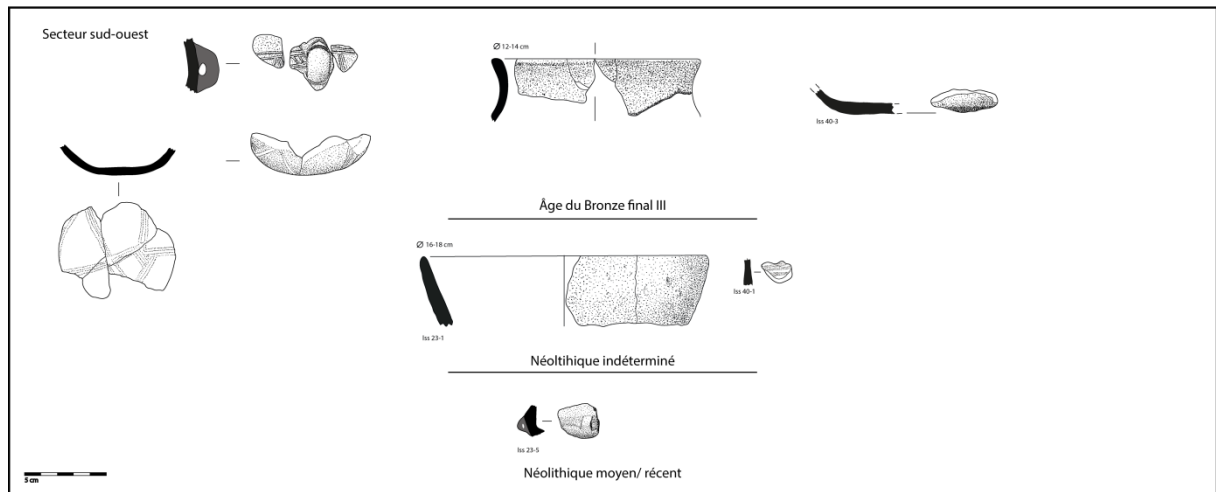 Secteur sud-ouest
Ø 12-14 cm
Iss 40-3
Âge du Bronze final III
Ø 16-18 cm
Iss 40-1
Iss 23-1
Néoltihique indéterminé
Iss 23-5
Néolithique moyen/ récent
5 cm